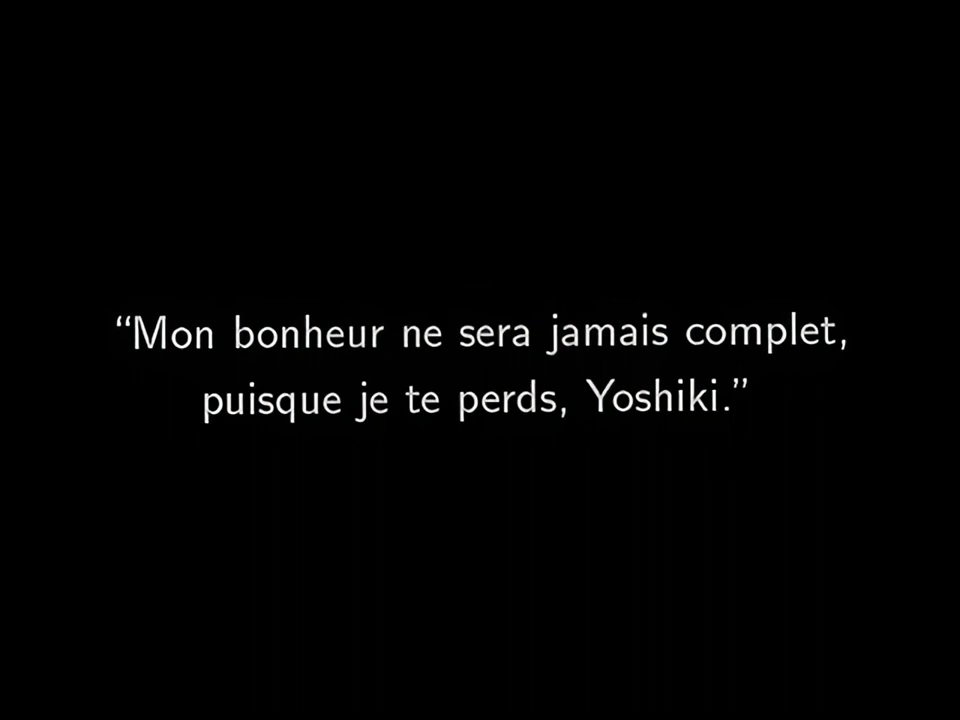 “Mon bonheur ne sera jamais complet,
puisque je te perds, Yoshiki.”